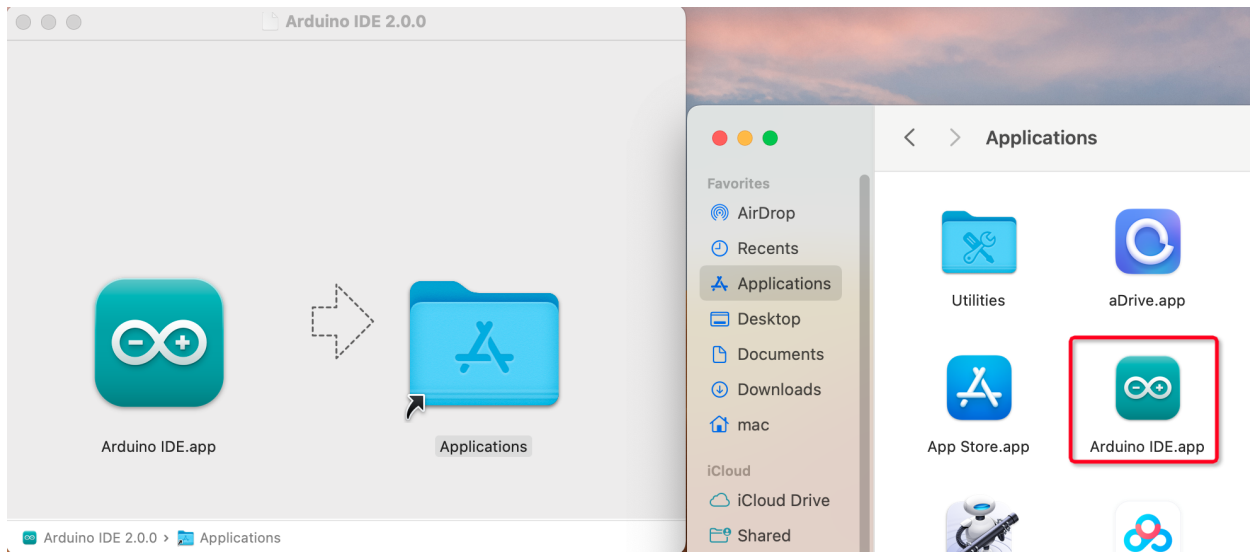 Arduino IDE 2.0.0
Arduino IDE.app
Applications
Arduino IDE 2.0.0 › Applications
Applications
Favorites
AirDrop
Recents
Applications
Desktop
Documents
Downloads
mac
iCloud
iCloud Drive
Shared
Utilities
aDrive.app
App Store.app
Arduino IDE.app